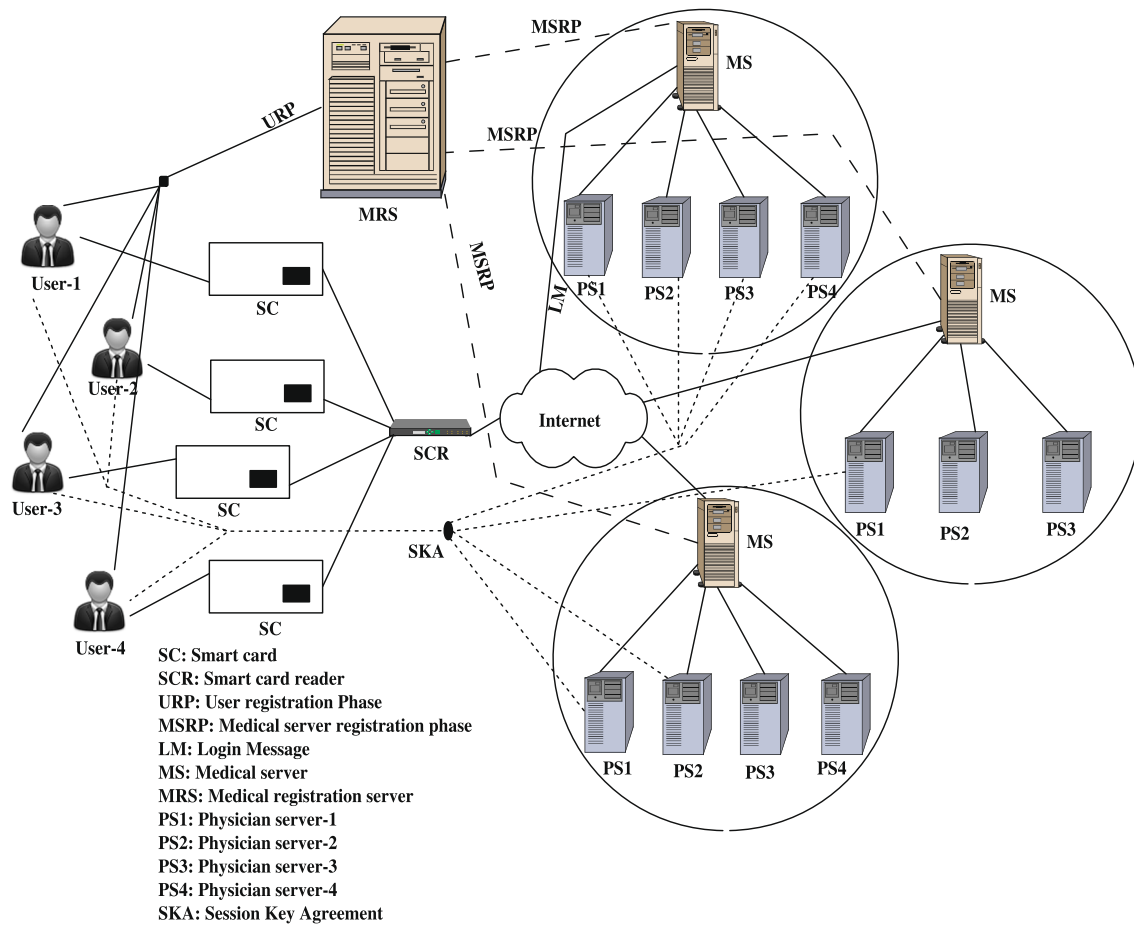 MSRP
MS
URP
MSRP
MRS
User-1
SC
MSRP
LM
PS1
PS2
PS3
PS4
MS
User-2
SC
Internet
SCR
User-3
SC
SKA
MS
PS1
PS2
PS3
User-4
SC
PS1
PS2
PS3
PS4
SC: Smart card
SCR: Smart card reader
URP: User registration Phase
MSRP: Medical server registration phase
LM: Login Message
MS: Medical server
MRS: Medical registration server
PS1: Physician server-1
PS2: Physician server-2
PS3: Physician server-3
PS4: Physician server-4
SKA: Session Key Agreement